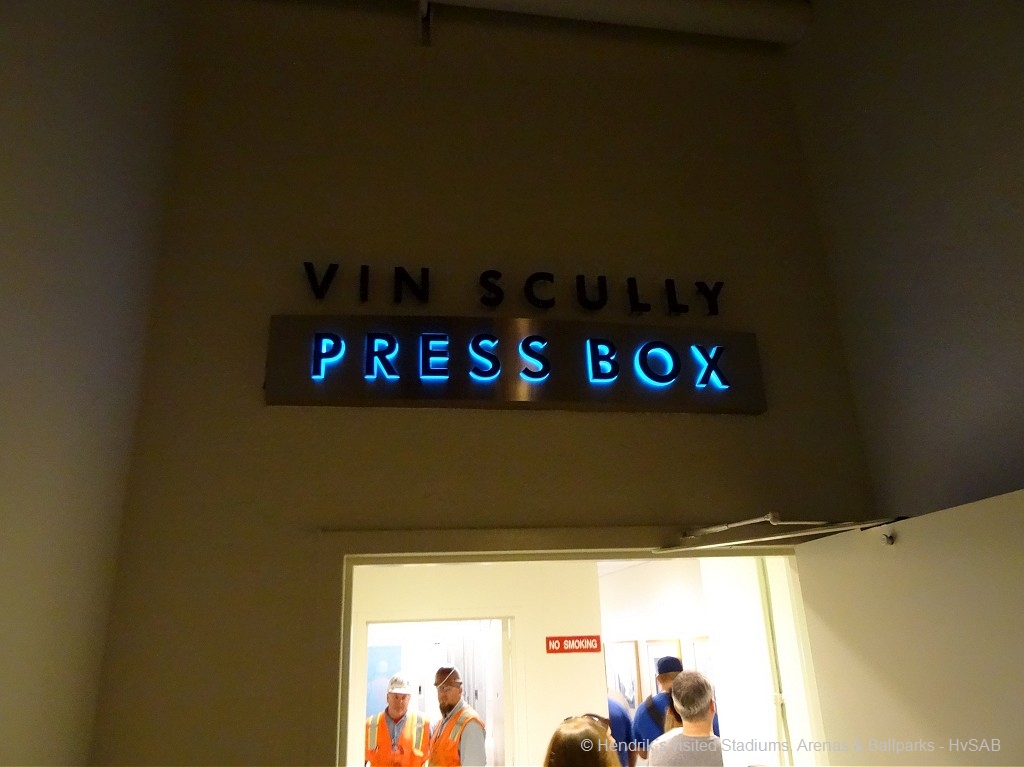 VIN SCULLY
PRESS BOX
NO SMOKING
© Hendriks visited Stadiums, Arenas & Ballparks - HvSAB